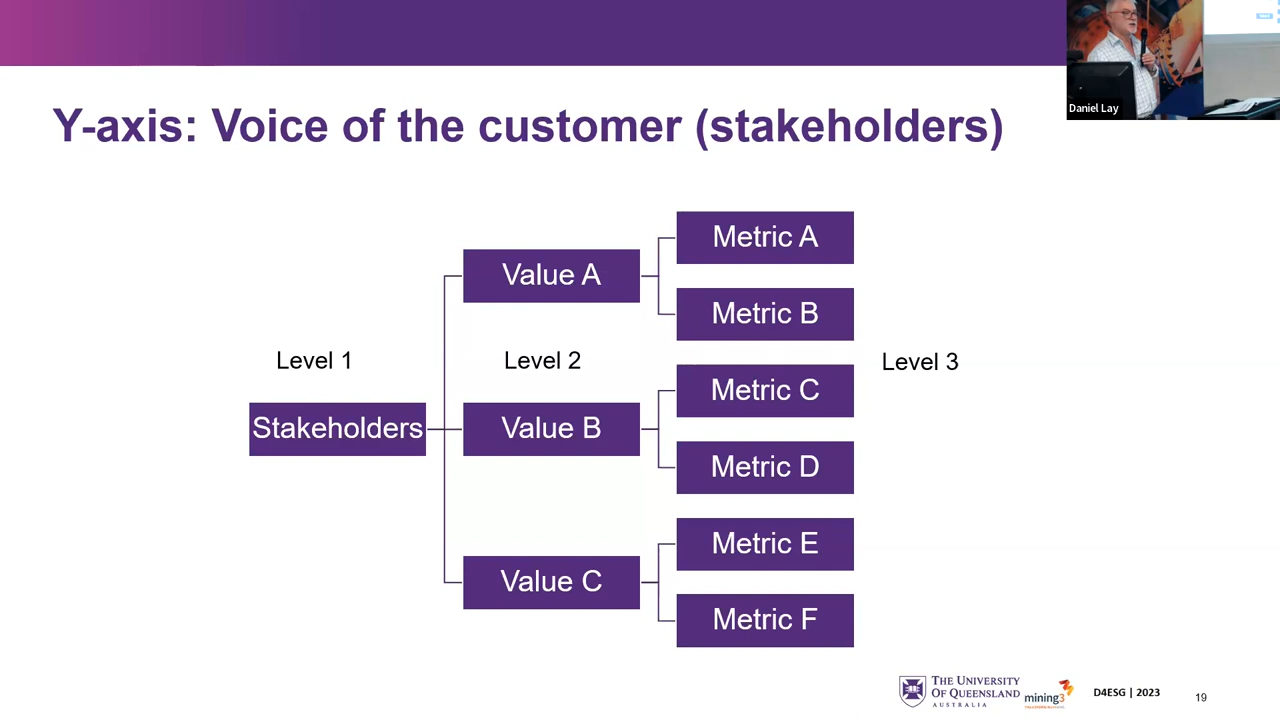 Daniel Lay
Y-axis: Voice of the customer (stakeholders)
Metric A
Value A
Metric B
Level 1
Level 2
Level 3
Metric C
Stakeholders
Value B
Metric D
Metric E
Value C
Metric F
THE UNIVERSITY
OF QUEENSLAND
AUSTRALIA
mining3
D4ESG | 2023
19